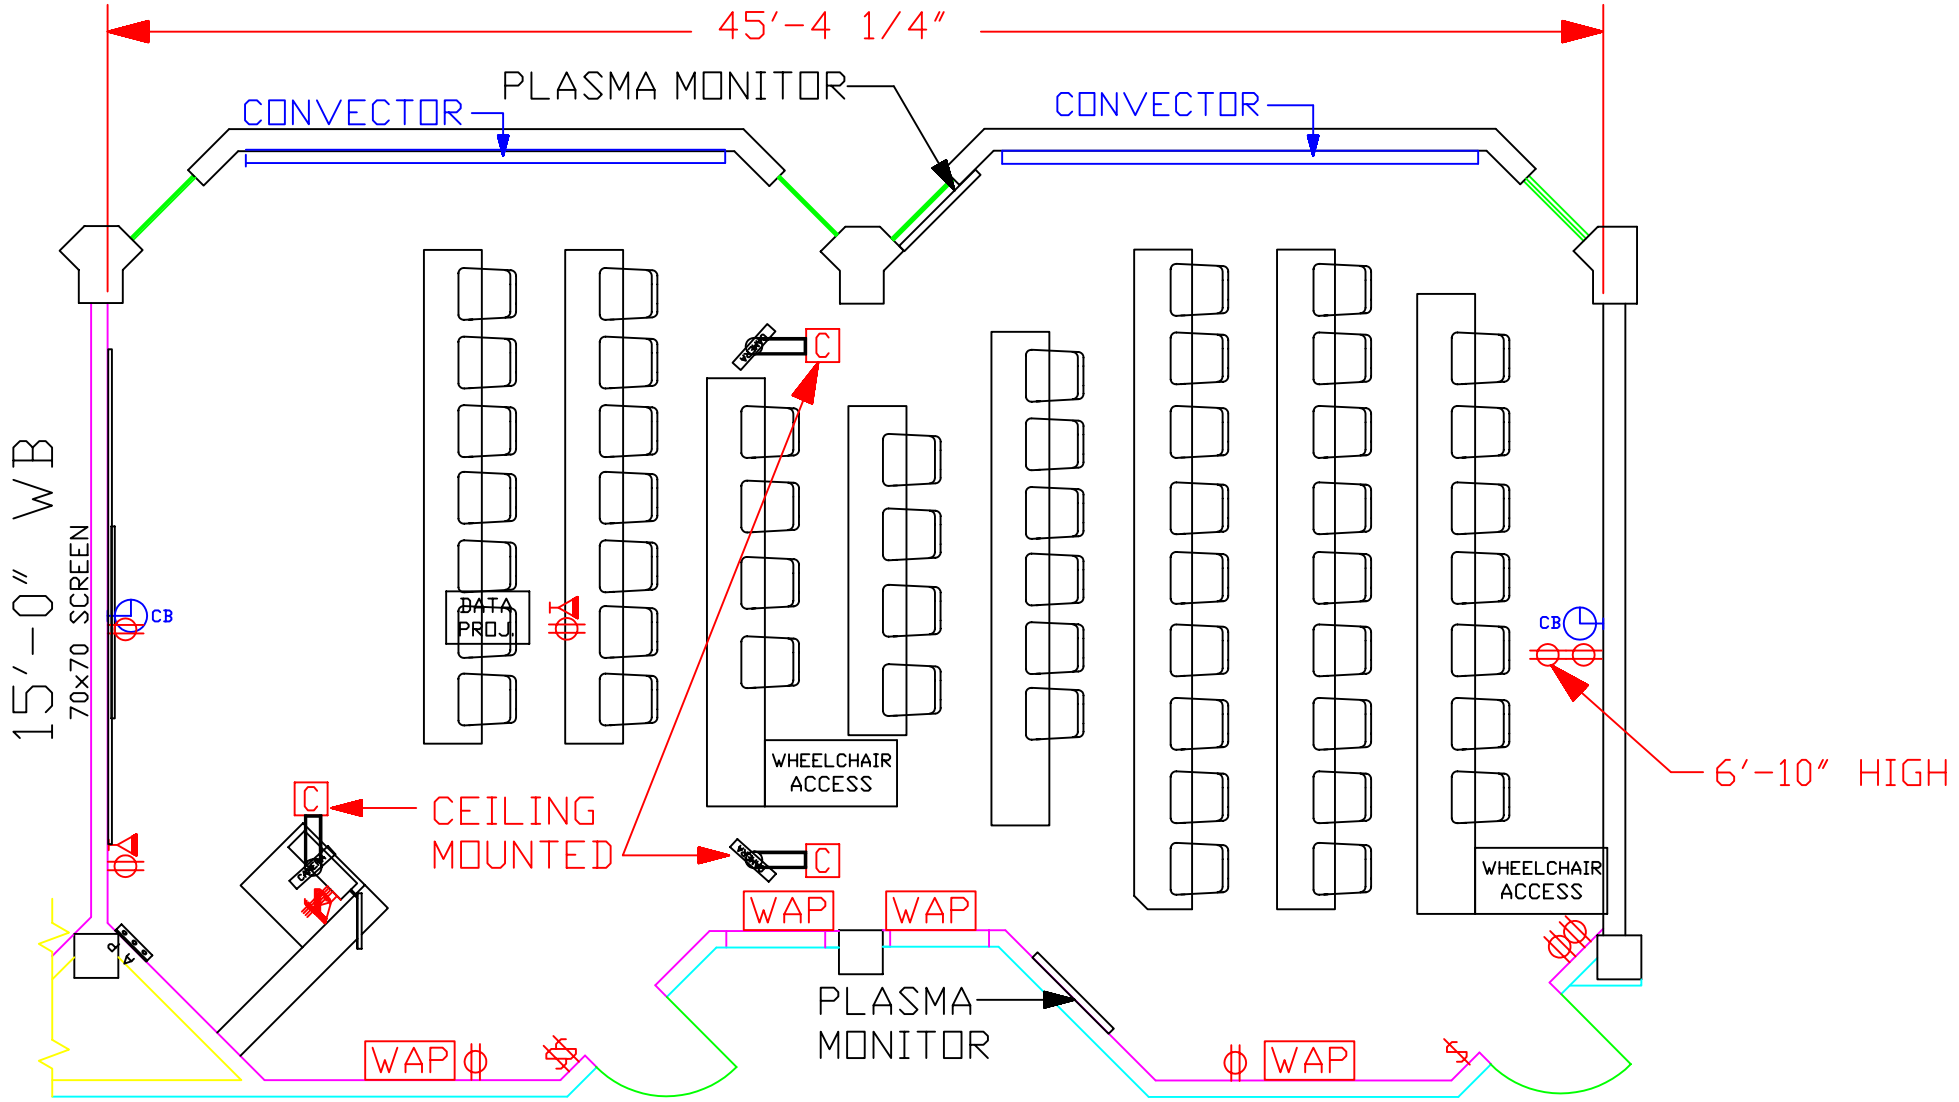 45'-4 1/4"
PLASMA MONITOR
CONVECTOR
CONVECTOR
C
15'-0" WB
70x70 SCREEN
DATA
PROJ.
CB
CB
6'-10" HIGH
WHEELCHAIR
ACCESS
C
CEILING
MOUNTED
CAMERA
C
WHEELCHAIR
ACCESS
WAP
WAP
A
R
PLASMA
MONITOR
WAP
WAP